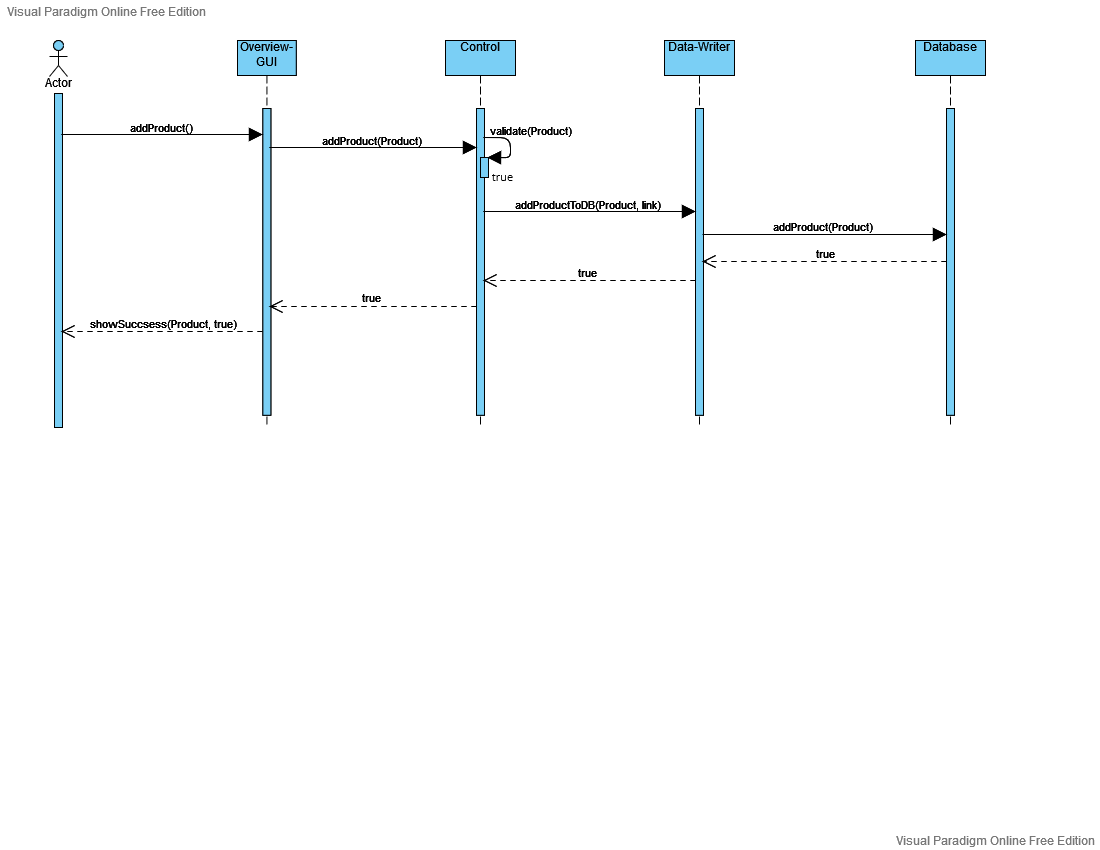 Visual Paradigm Online Free Edition
Overview-
GUI
Control
Data-Writer
Database
Actor
addProduct()
validate(Product)
addProduct(Product)
true
addProductToDB(Product, link)
addProduct(Product)
true
true
true
showSuccsess(Product, true)
Visual Paradigm Online Free Edition